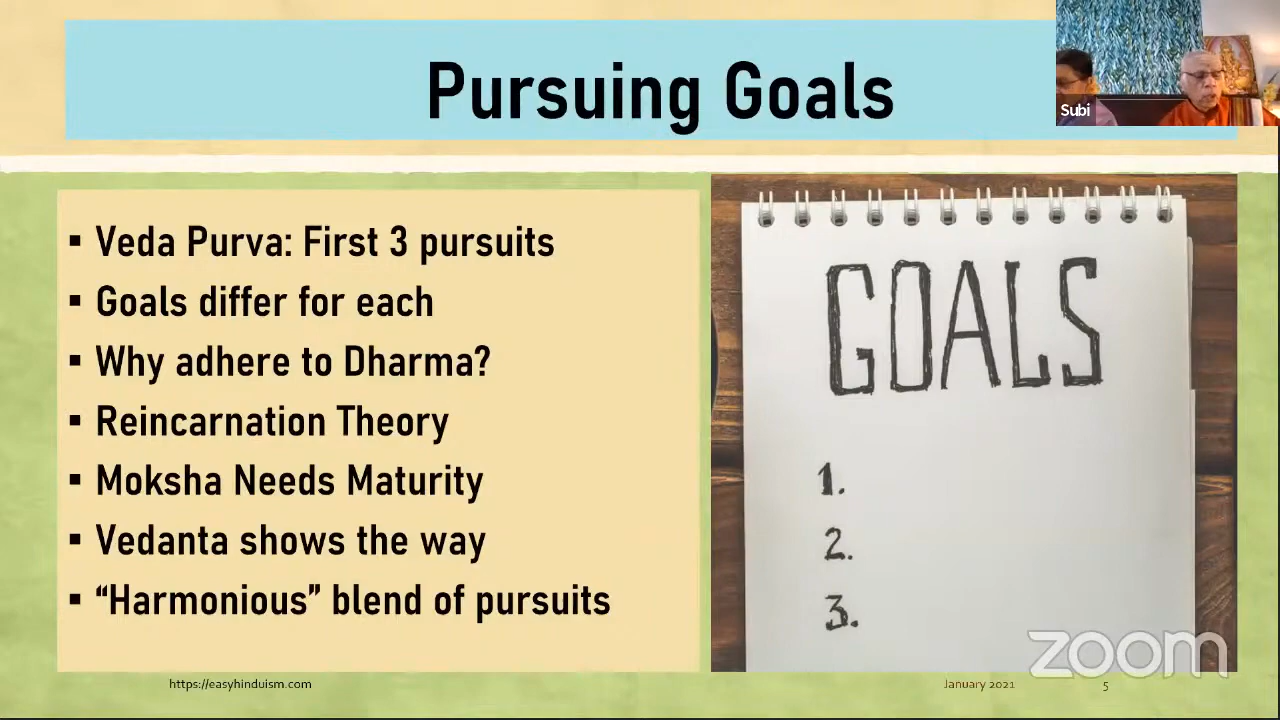 Pursuing Goals
Subi
▪ Veda Purva: First 3 pursuits
▪ Goals differ for each
▪ Why adhere to Dharma?
▪ Reincarnation Theory
▪ Moksha Needs Maturity
▪ Vedanta shows the way
▪ “Harmonious” blend of pursuits
GOALS
1.
2.
3.
zoom
https://easyhinduism.com
January 2021
5